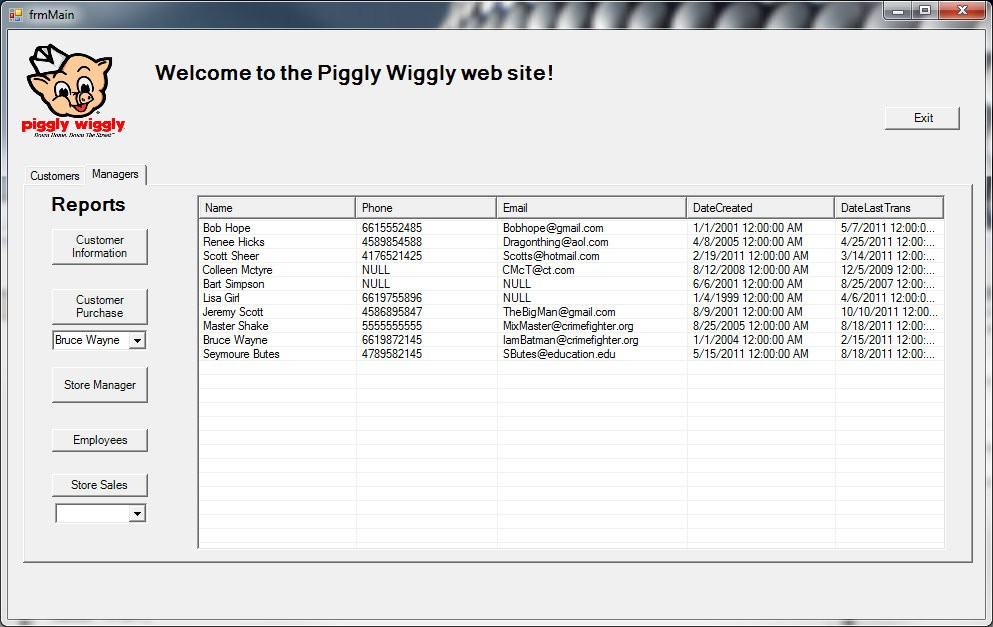 frmMain
Welcome to the Piggly Wiggly web site!
piggly wiggly
Down Home, Down The Street
Exit
Customers Managers
Reports
Customer
Information
Customer
Purchase
Bruce Wayne
Store Manager
Employees
Store Sales
Name Phone Email DateCreated DateLastTrans
Bob Hope 6615552485 Bobhope@gmail.com 1/1/2001 12:00:00 AM 5/7/2011 12:00:0...
Renee Hicks 4589854588 Dragonthing@aol.com 4/8/2005 12:00:00 AM 4/25/2011 12:00:...
Scott Sheer 4176521425 Scotts@hotmail.com 2/19/2011 12:00:00 AM 3/14/2011 12:00:...
Colleen Mctyre NULL CMcT@ct.com 8/12/2008 12:00:00 AM 12/5/2009 12:00:...
Bart Simpson NULL NULL 6/6/2001 12:00:00 AM 8/25/2007 12:00:...
Lisa Girl 6619755896 NULL 1/4/1999 12:00:00 AM 4/6/2011 12:00:0...
Jeremy Scott 4586895847 TheBigMan@gmail.com 8/9/2001 12:00:00 AM 10/10/2011 12:00...
Master Shake 5555555555 MixMaster@crimefighter.org 8/25/2005 12:00:00 AM 8/18/2011 12:00:...
Bruce Wayne 6619872145 IamBatman@crimefighter.org 1/1/2004 12:00:00 AM 2/15/2011 12:00:...
Seymoure Butes 4789582145 SButes@education.edu 5/15/2011 12:00:00 AM 8/18/2011 12:00:...